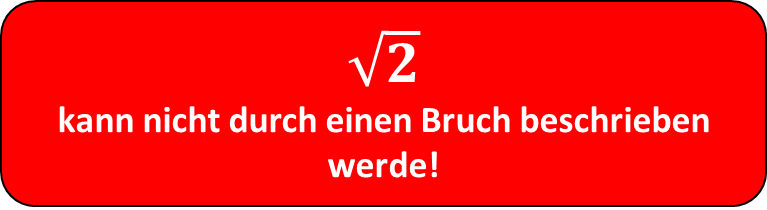 √2
kann nicht durch einen Bruch beschrieben
werde!